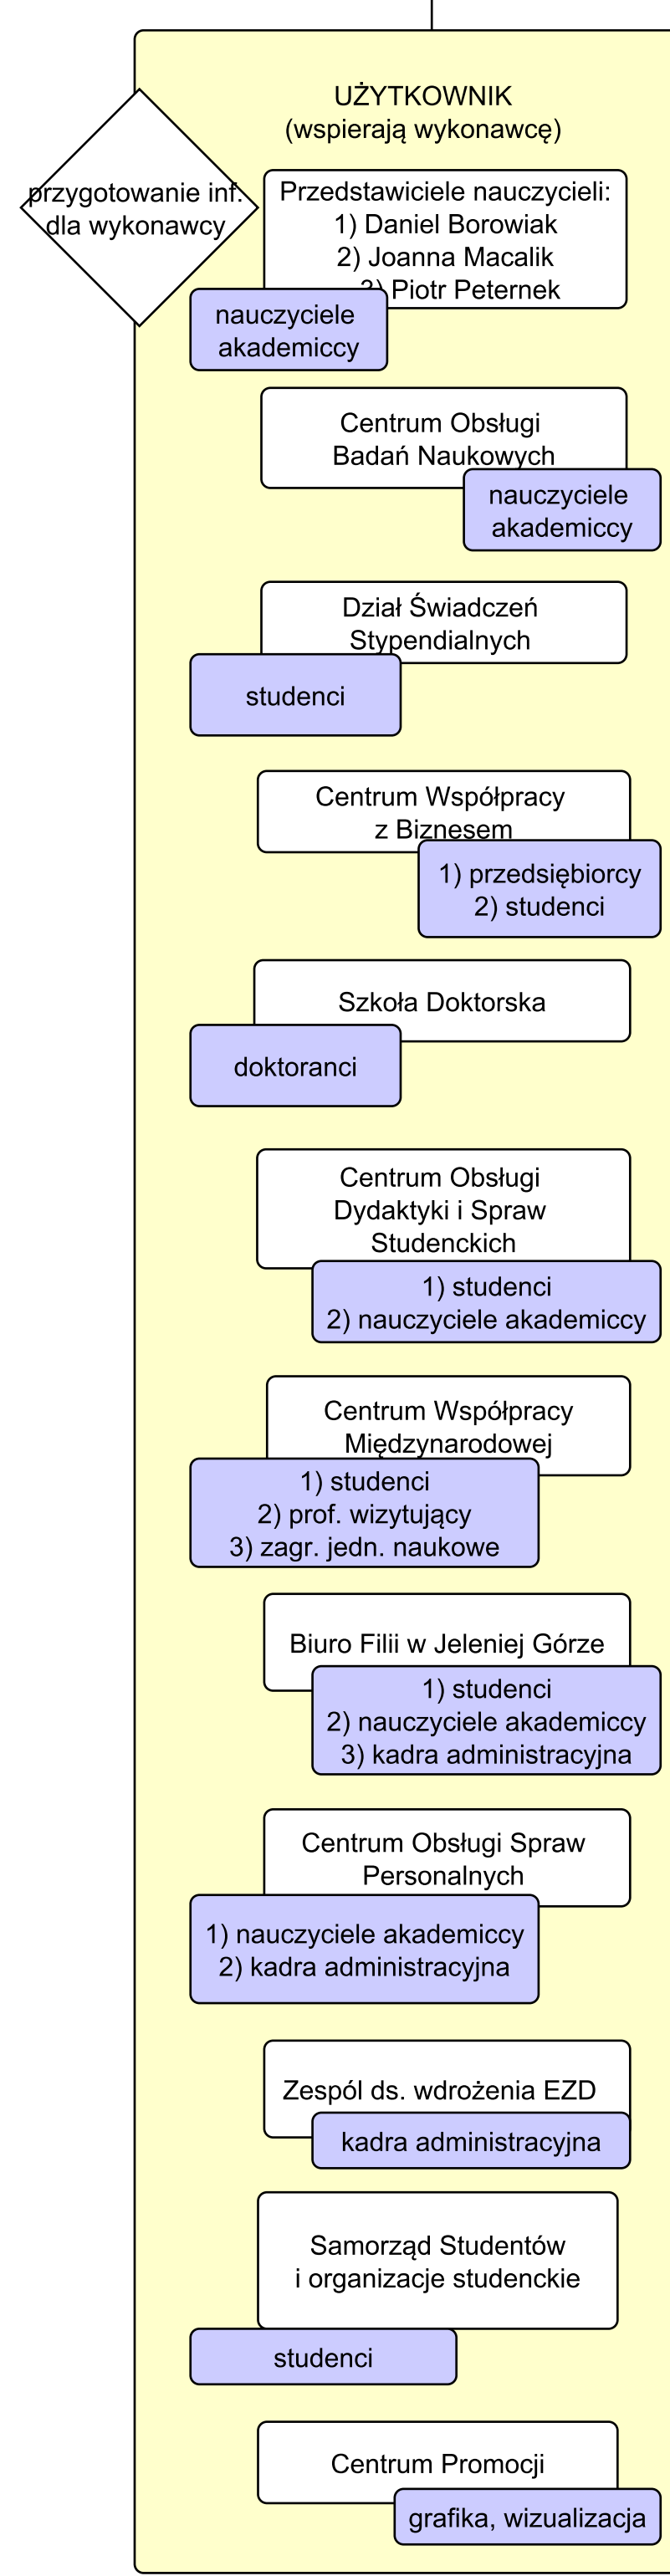 UŻYTKOWNIK
(wspierają wykonawcę)
przygotowanie inf.
dla wykonawcy
Przedstawiciele nauczycieli:
1) Daniel Borowiak
2) Joanna Macalik
3) Piotr Peternek
nauczyciele
akademiccy
Centrum Obsługi
Badań Naukowych
nauczyciele
akademiccy
Dział Świadczeń
Stypendialnych
studenci
Centrum Współpracy
z Biznesem
1) przedsiębiorcy
2) studenci
Szkoła Doktorska
doktoranci
Centrum Obsługi
Dydaktyki i Spraw
Studenckich
1) studenci
2) nauczyciele akademiccy
Centrum Współpracy
Międzynarodowej
1) studenci
2) prof. wizytujący
3) zagr. jedn. naukowe
Biuro Filii w Jeleniej Górze
1) studenci
2) nauczyciele akademiccy
3) kadra administracyjna
Centrum Obsługi Spraw
Personalnych
1) nauczyciele akademiccy
2) kadra administracyjna
Zespól ds. wdrożenia EZD
kadra administracyjna
Samorząd Studentów
i organizacje studenckie
studenci
Centrum Promocji
grafika, wizualizacja